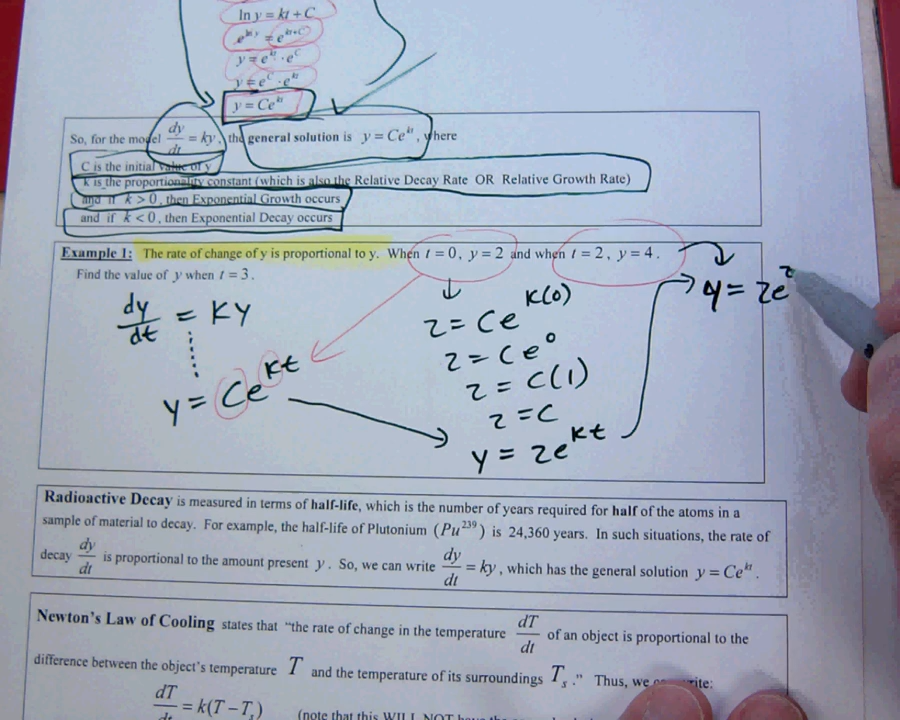 ln y = kt + C
e^{ln y} = e^{kt+C}
y = e^{kt} · e^C
y = e^C · e^{kt}
y = Ce^{kt}
So, for the model dy/dt = ky, the general solution is y = Ce^{kt}, where
C is the initial value of y
k is the proportionality constant (which is also the Relative Decay Rate OR Relative Growth Rate)
and if k > 0, then Exponential Growth occurs
and if k < 0, then Exponential Decay occurs
Example 1: The rate of change of y is proportional to y. When t = 0, y = 2 and when t = 2, y = 4.
Find the value of y when t = 3.
dy/dt = Ky
y = Ce^{Kt}
2 = Ce^{K(0)}
2 = Ce^0
2 = C(1)
2 = C
y = 2e^{Kt}
y = 2e^2
Radioactive Decay is measured in terms of half-life, which is the number of years required for half of the atoms in a
sample of material to decay. For example, the half-life of Plutonium (Pu^{239}) is 24,360 years. In such situations, the rate of
decay dy/dt is proportional to the amount present y. So, we can write dy/dt = ky, which has the general solution y = Ce^{kt}.
Newton's Law of Cooling states that "the rate of change in the temperature dT/dt of an object is proportional to the
difference between the object's temperature T and the temperature of its surroundings T_s." Thus, we rite:
dT/dt = k(T − T_s) (note that this WILL NOT have the